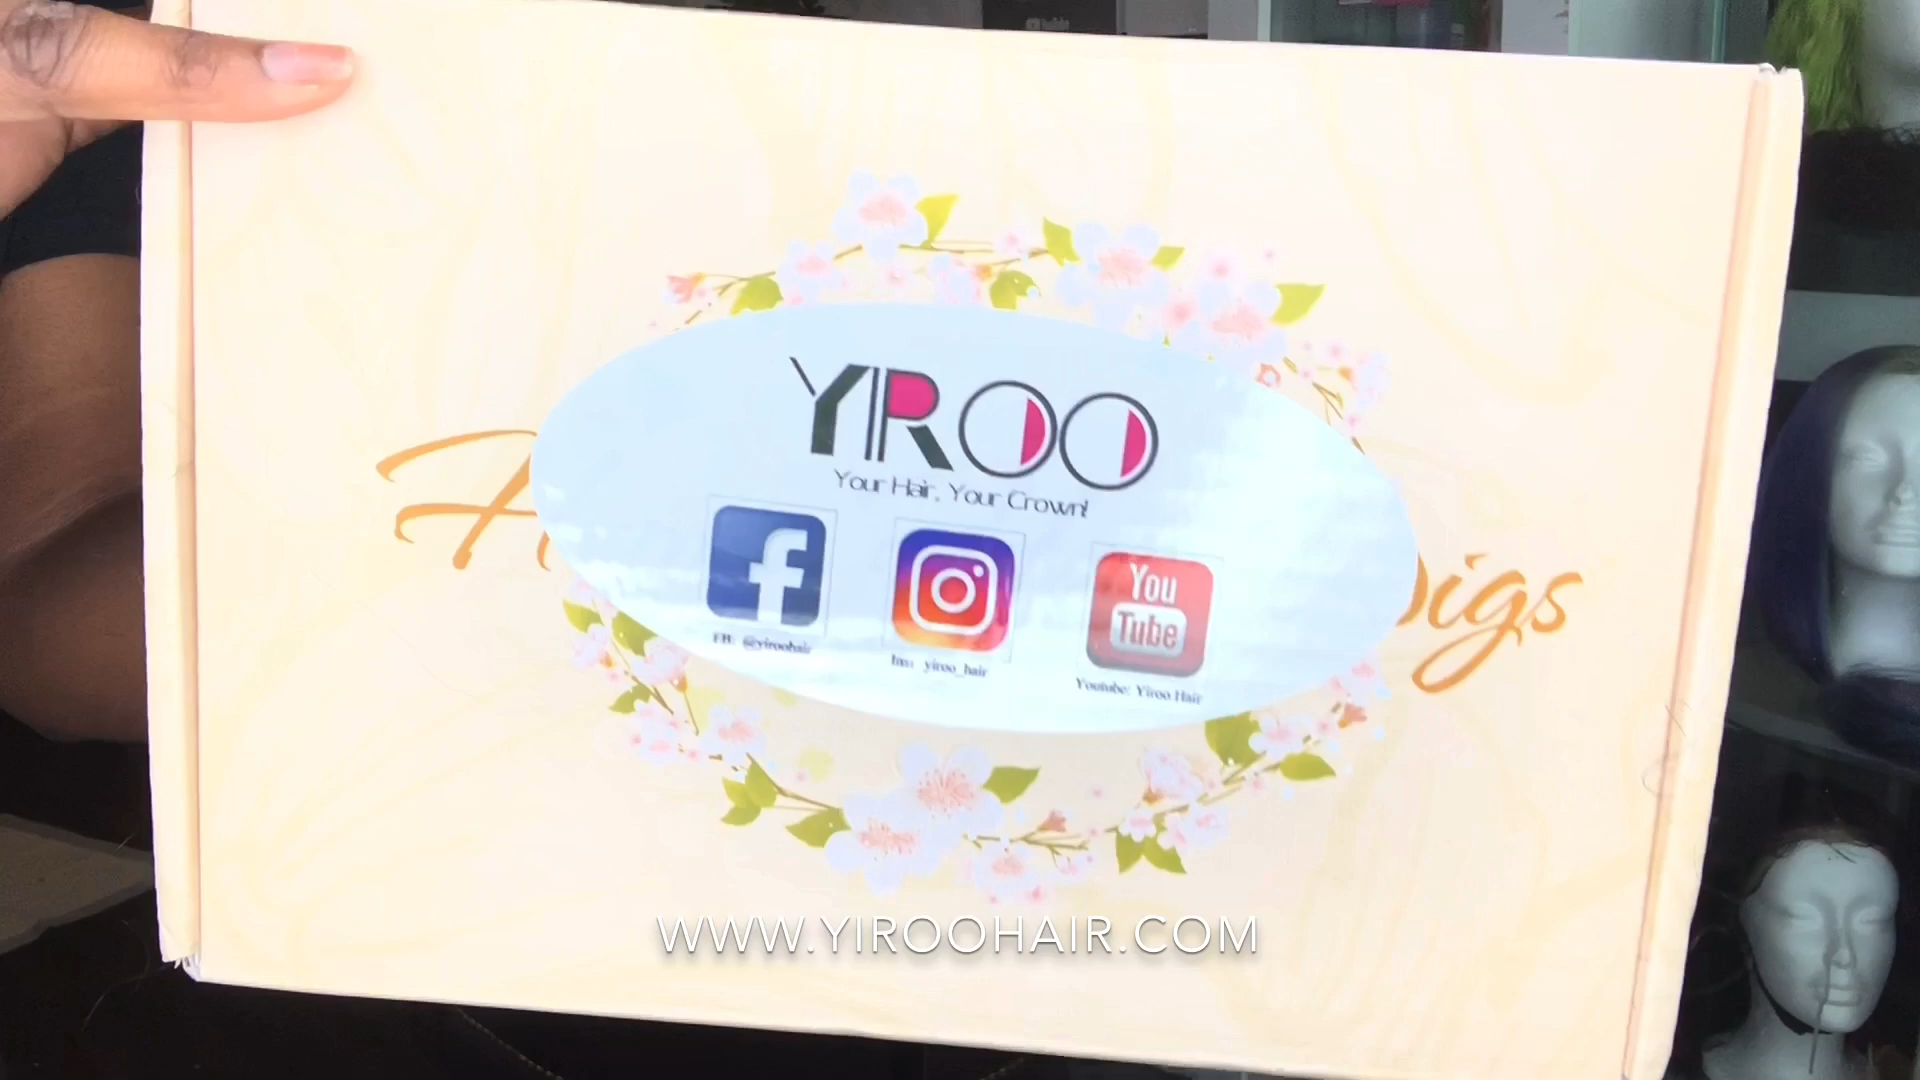 YIROO
Your Hair, Your Crown!
You
Tube
FB: @yiroohair
Ins: yiroo_hair
Youtube: Yiroo Hair
WWW.YIROOHAIR.COM